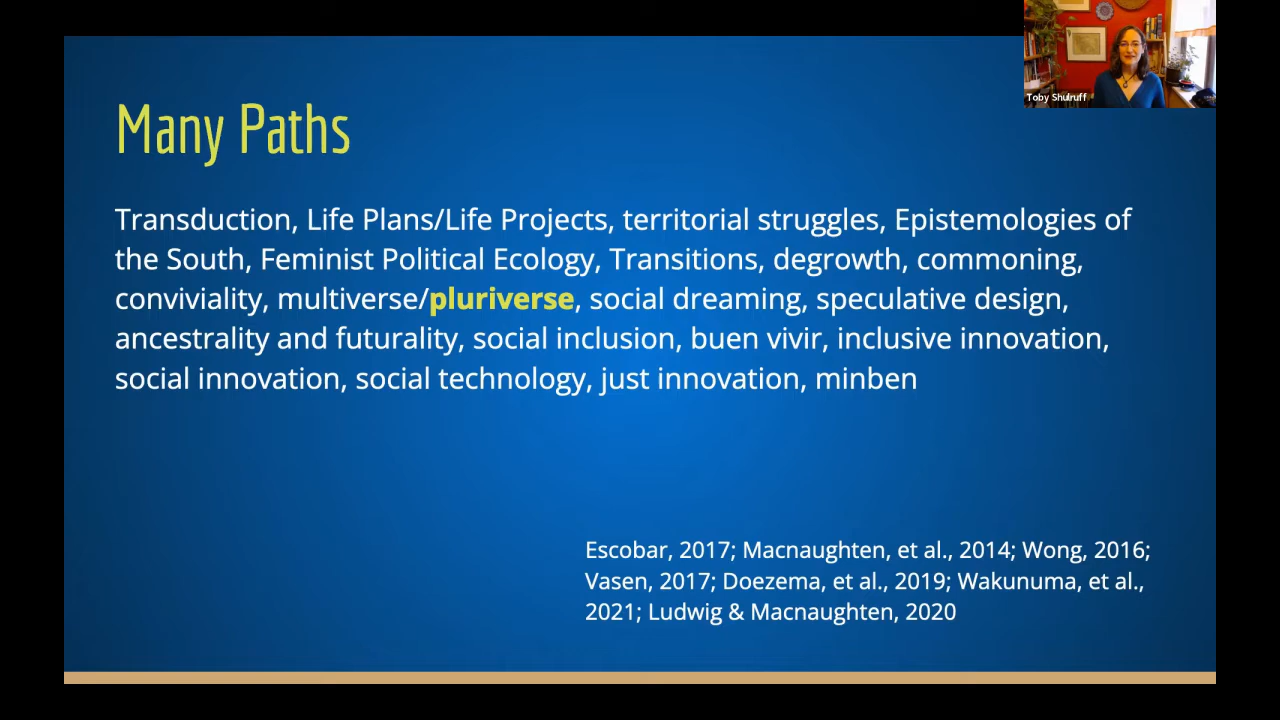 Toby Shulruff
Many Paths
Transduction, Life Plans/Life Projects, territorial struggles, Epistemologies of
the South, Feminist Political Ecology, Transitions, degrowth, commoning,
conviviality, multiverse/pluriverse, social dreaming, speculative design,
ancestrality and futurality, social inclusion, buen vivir, inclusive innovation,
social innovation, social technology, just innovation, minben
Escobar, 2017; Macnaughten, et al., 2014; Wong, 2016;
Vasen, 2017; Doezema, et al., 2019; Wakunuma, et al.,
2021; Ludwig & Macnaughten, 2020